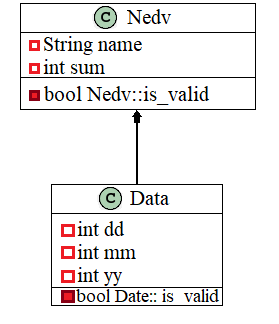 C Nedv
String name
int sum
bool Nedv::is_valid
C Data
int dd
int mm
int yy
bool Date:: is_valid